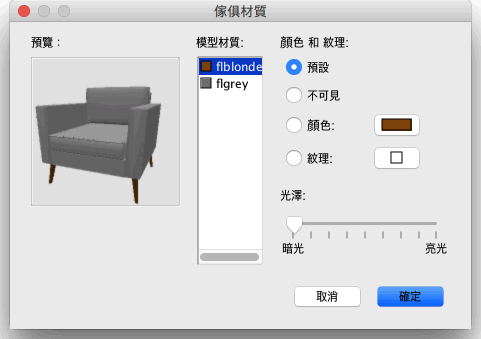 傢俱材質
預覽：
模型材質:
flblonde
flgrey
顏色 和 紋理:
預設
不可見
顏色:
紋理:
光澤:
暗光
亮光
取消
確定